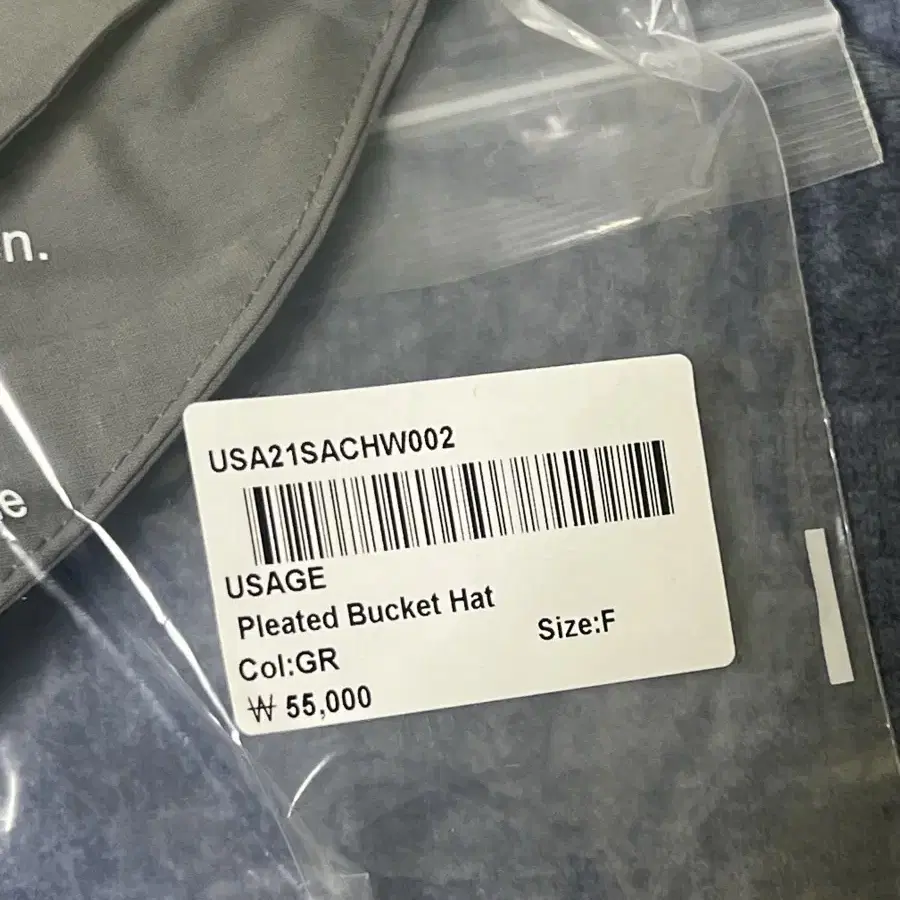 n.
e
USA21SACHW002
USAGE
Pleated Bucket Hat
Size:F
Col:GR
₩ 55,000